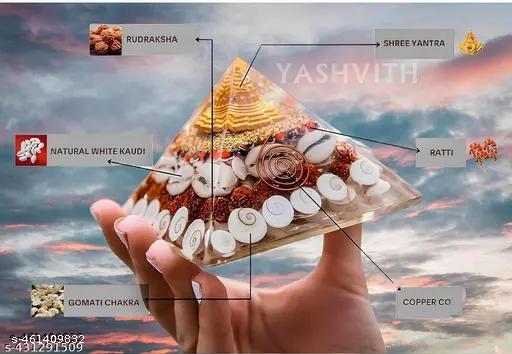 RUDRAKSHA
SHREE YANTRA
YASHVITH
NATURAL WHITE KAUDI
RATTI
GOMATI CHAKRA
COPPER CO
s-461409832
s-431291509